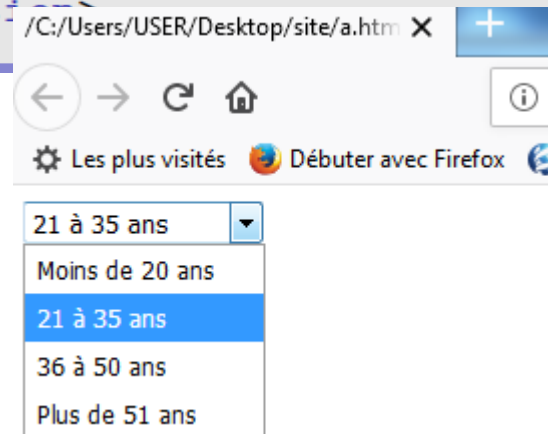 /C:/Users/USER/Desktop/site/a.htm
Les plus visités Débuter avec Firefox
21 à 35 ans
Moins de 20 ans
21 à 35 ans
36 à 50 ans
Plus de 51 ans